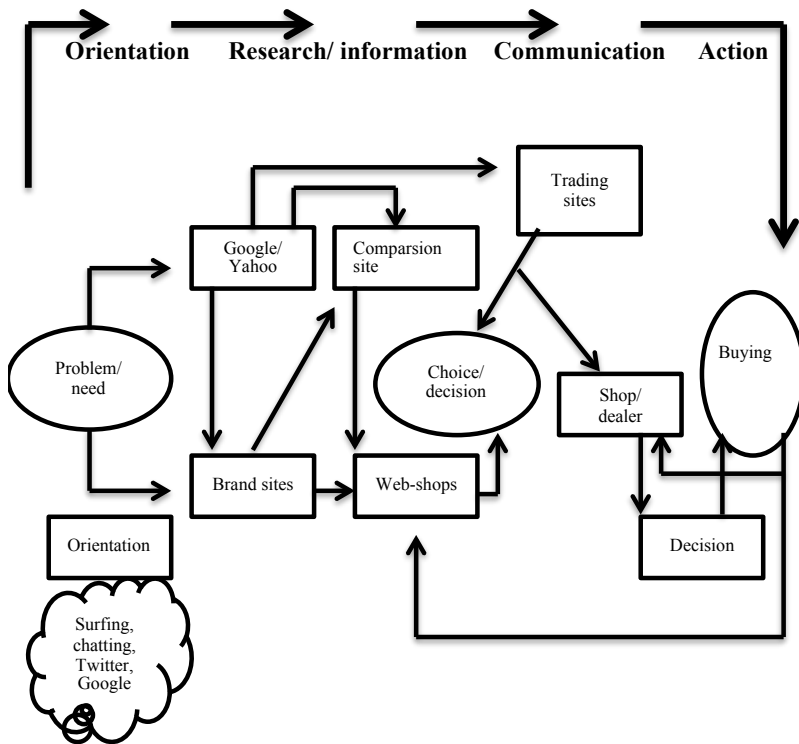 Orientation
Research/ information
Communication
Action
Trading
sites
Google/
Yahoo
Comparsion
site
Problem/
need
Choice/
decision
Buying
Shop/
dealer
Brand sites
Web-shops
Orientation
Decision
Surfing,
chatting,
Twitter,
Google